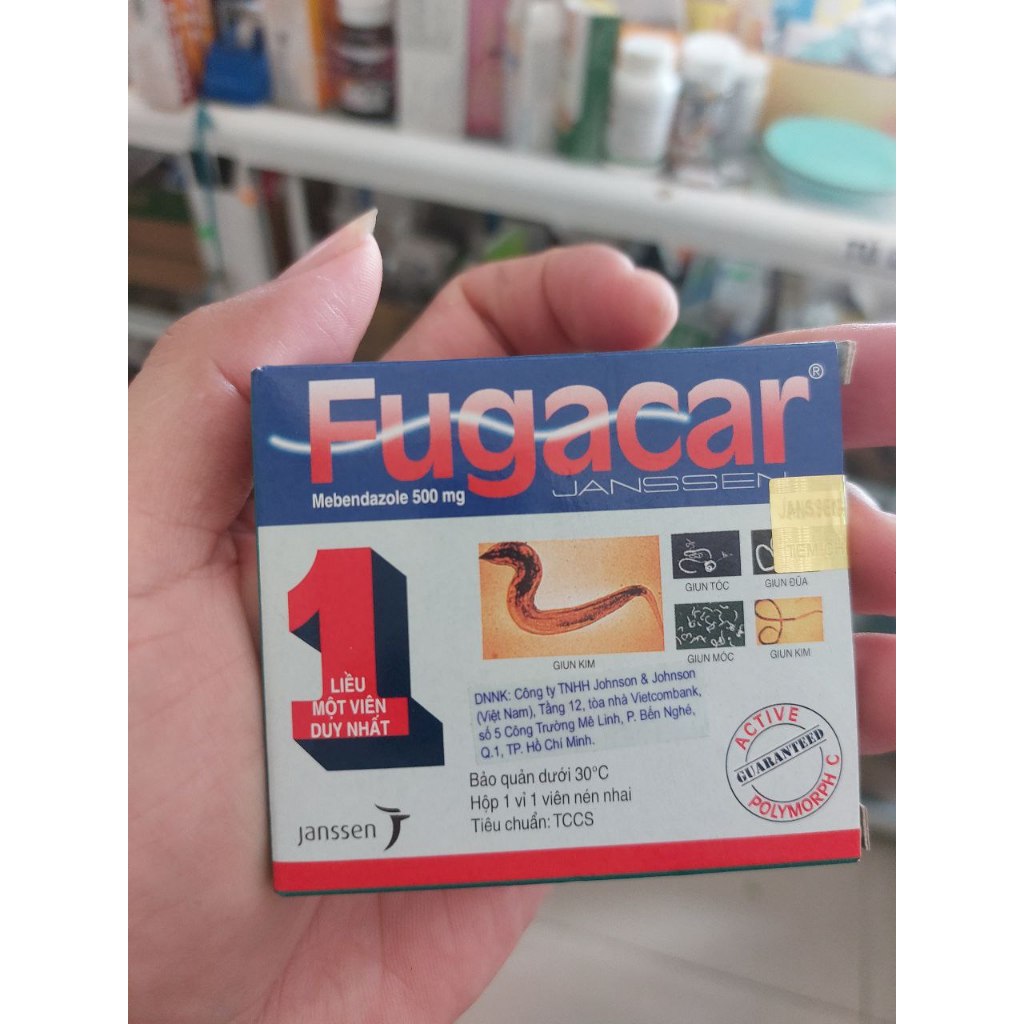 Fugacar®
JANSSEN
Mebendazole 500 mg
GIUN KIM
GIUN TÓC
GIUN ĐŨA
GIUN MÓC
GIUN KIM
1
LIỀU
MỘT VIÊN
DUY NHẤT
DNNK: Công ty TNHH Johnson & Johnson
(Việt Nam), Tầng 12, tòa nhà Vietcombank,
số 5 Công Trường Mê Linh, P. Bến Nghé,
Q.1, TP. Hồ Chí Minh.
Bảo quản dưới 30°C
Hộp 1 vỉ 1 viên nén nhai
Tiêu chuẩn: TCCS
ACTIVE
GUARANTEED
POLYMORPH C
janssen